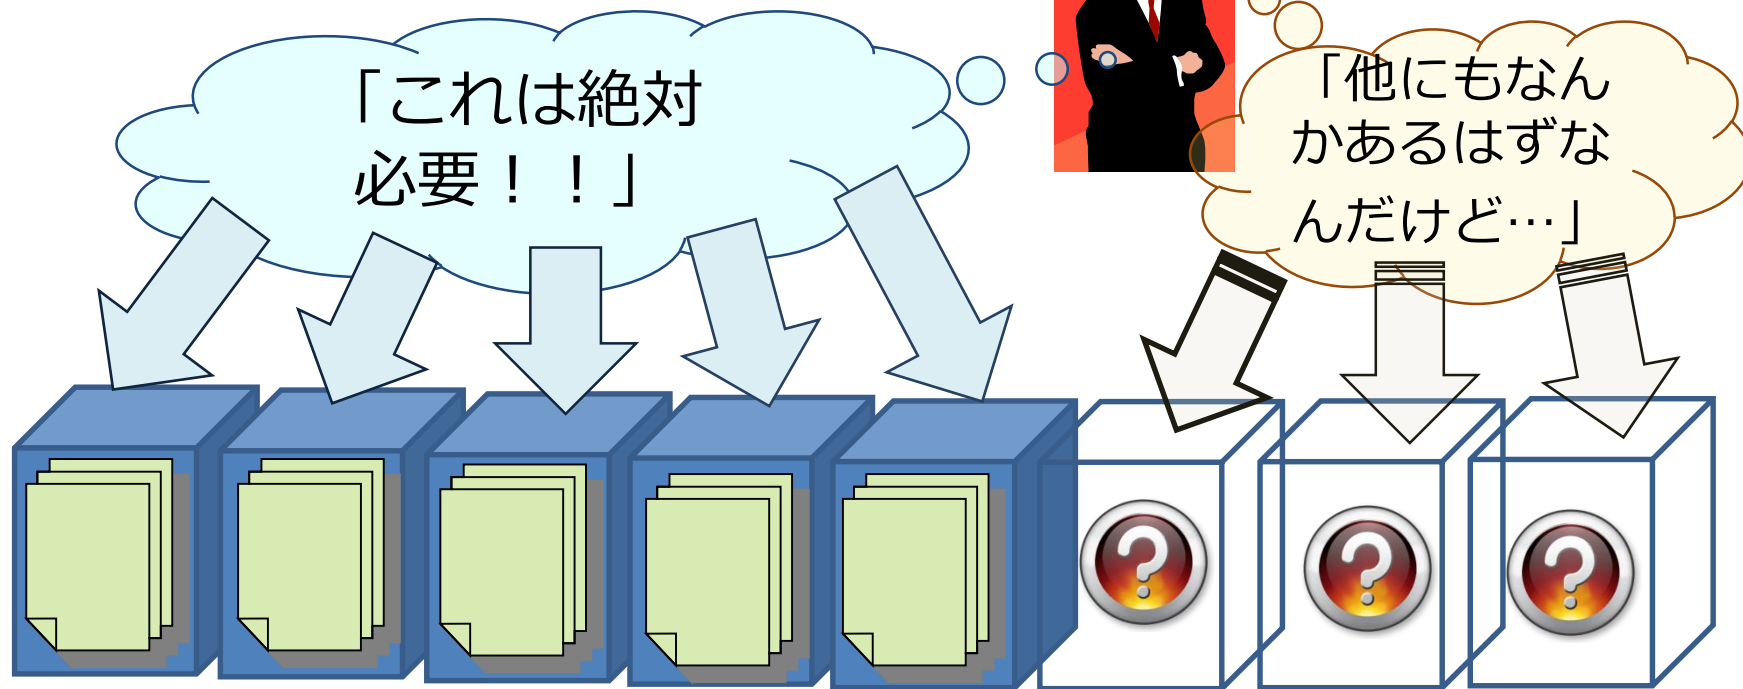 「これは絶対
必要！！」
「他にもなん
かあるはずな
んだけど…」
?
?
?